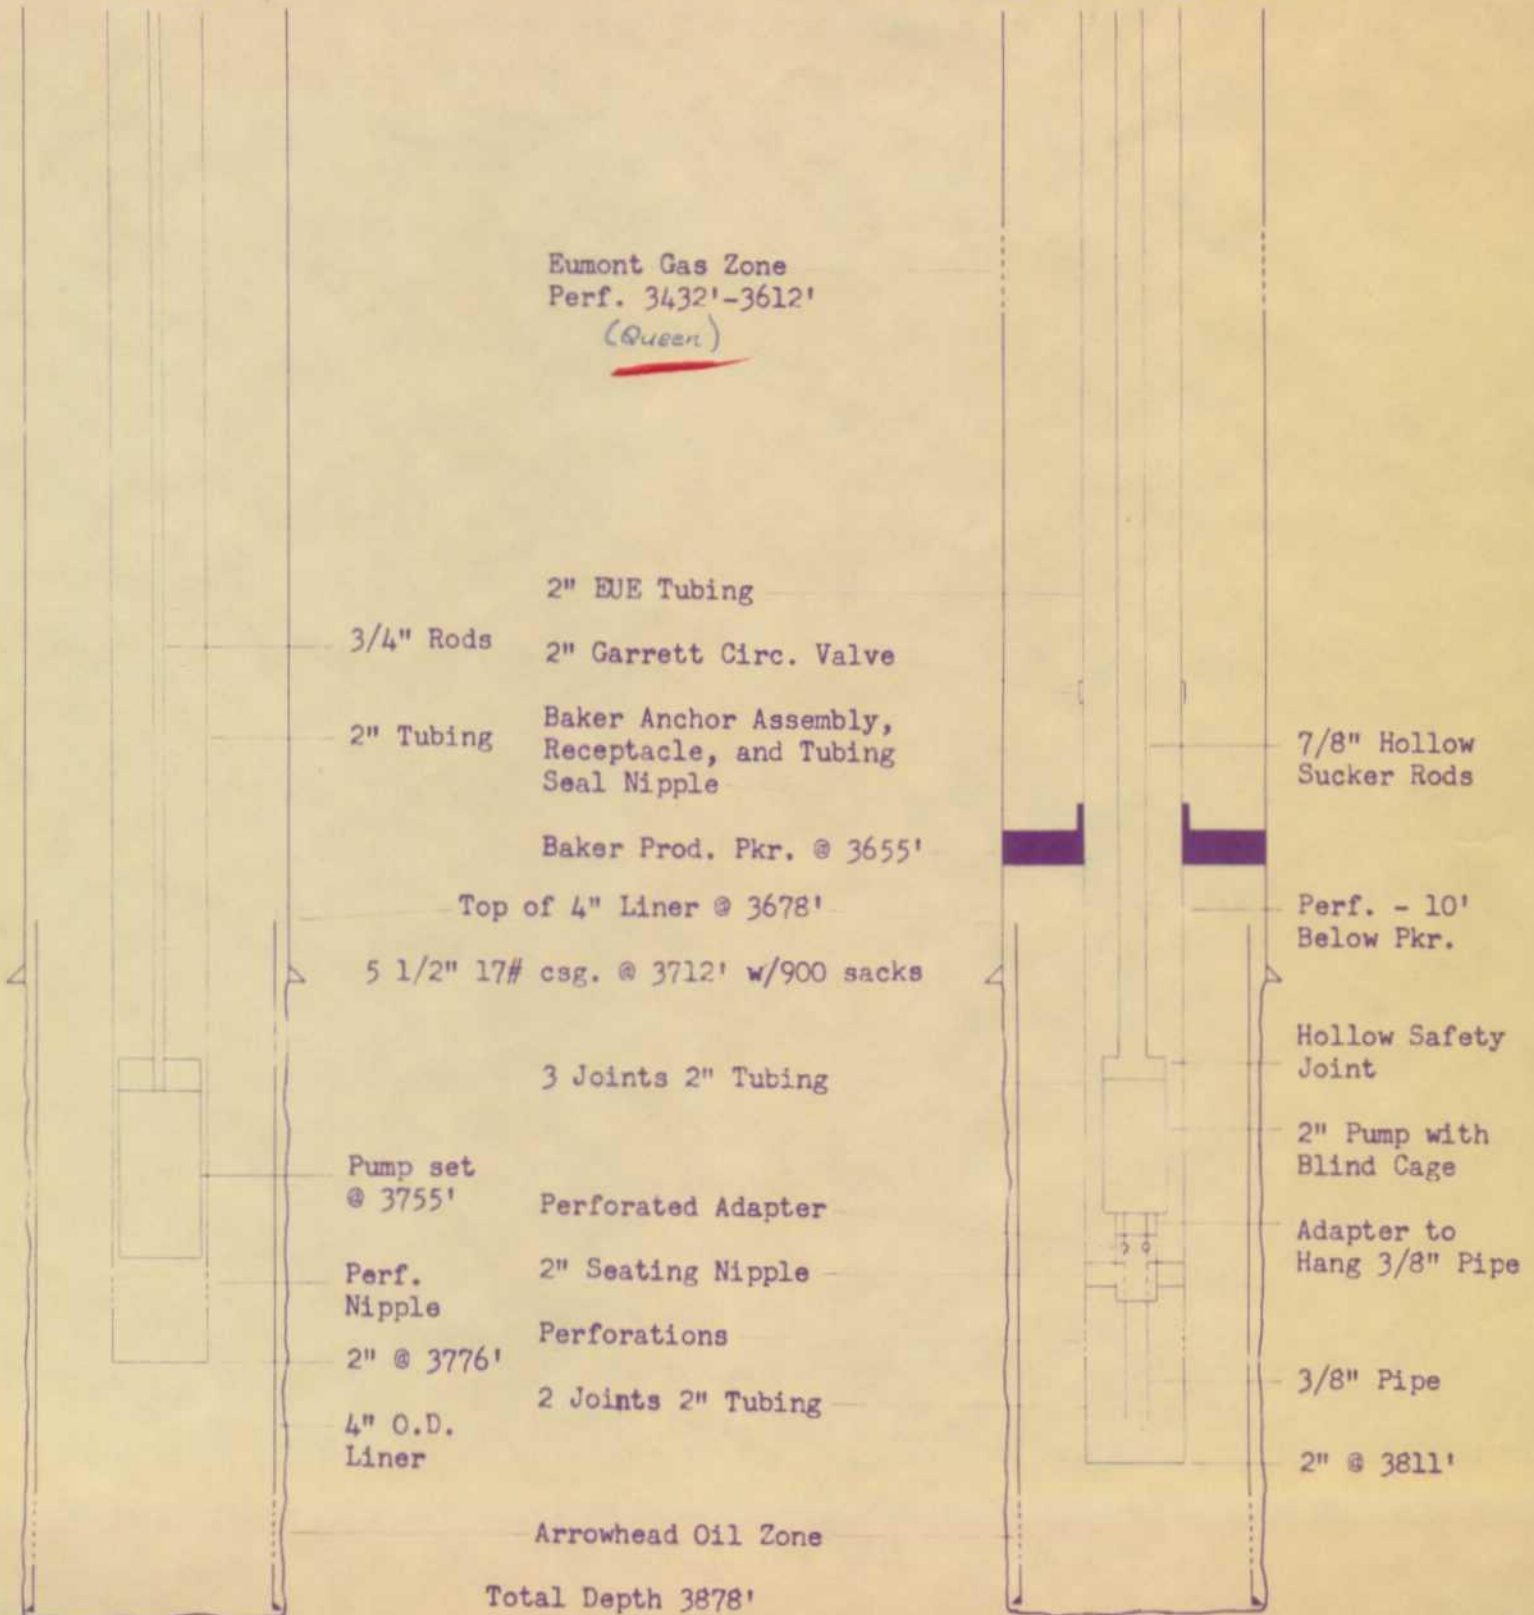 Eumont Gas Zone
Perf. 3432'-3612'
(Queen)
2" EUE Tubing
3/4" Rods
2" Garrett Circ. Valve
2" Tubing
Baker Anchor Assembly,
Receptacle, and Tubing
Seal Nipple
7/8" Hollow
Sucker Rods
Baker Prod. Pkr. @ 3655'
Top of 4" Liner @ 3678'
Perf. - 10'
Below Pkr.
5 1/2" 17# csg. @ 3712' w/900 sacks
Hollow Safety
Joint
3 Joints 2" Tubing
2" Pump with
Blind Cage
Pump set
@ 3755'
Perforated Adapter
Adapter to
Hang 3/8" Pipe
Perf.
Nipple
2" Seating Nipple
Perforations
2" @ 3776'
3/8" Pipe
2 Joints 2" Tubing
4" O.D.
Liner
2" @ 3811'
Arrowhead Oil Zone
Total Depth 3878'